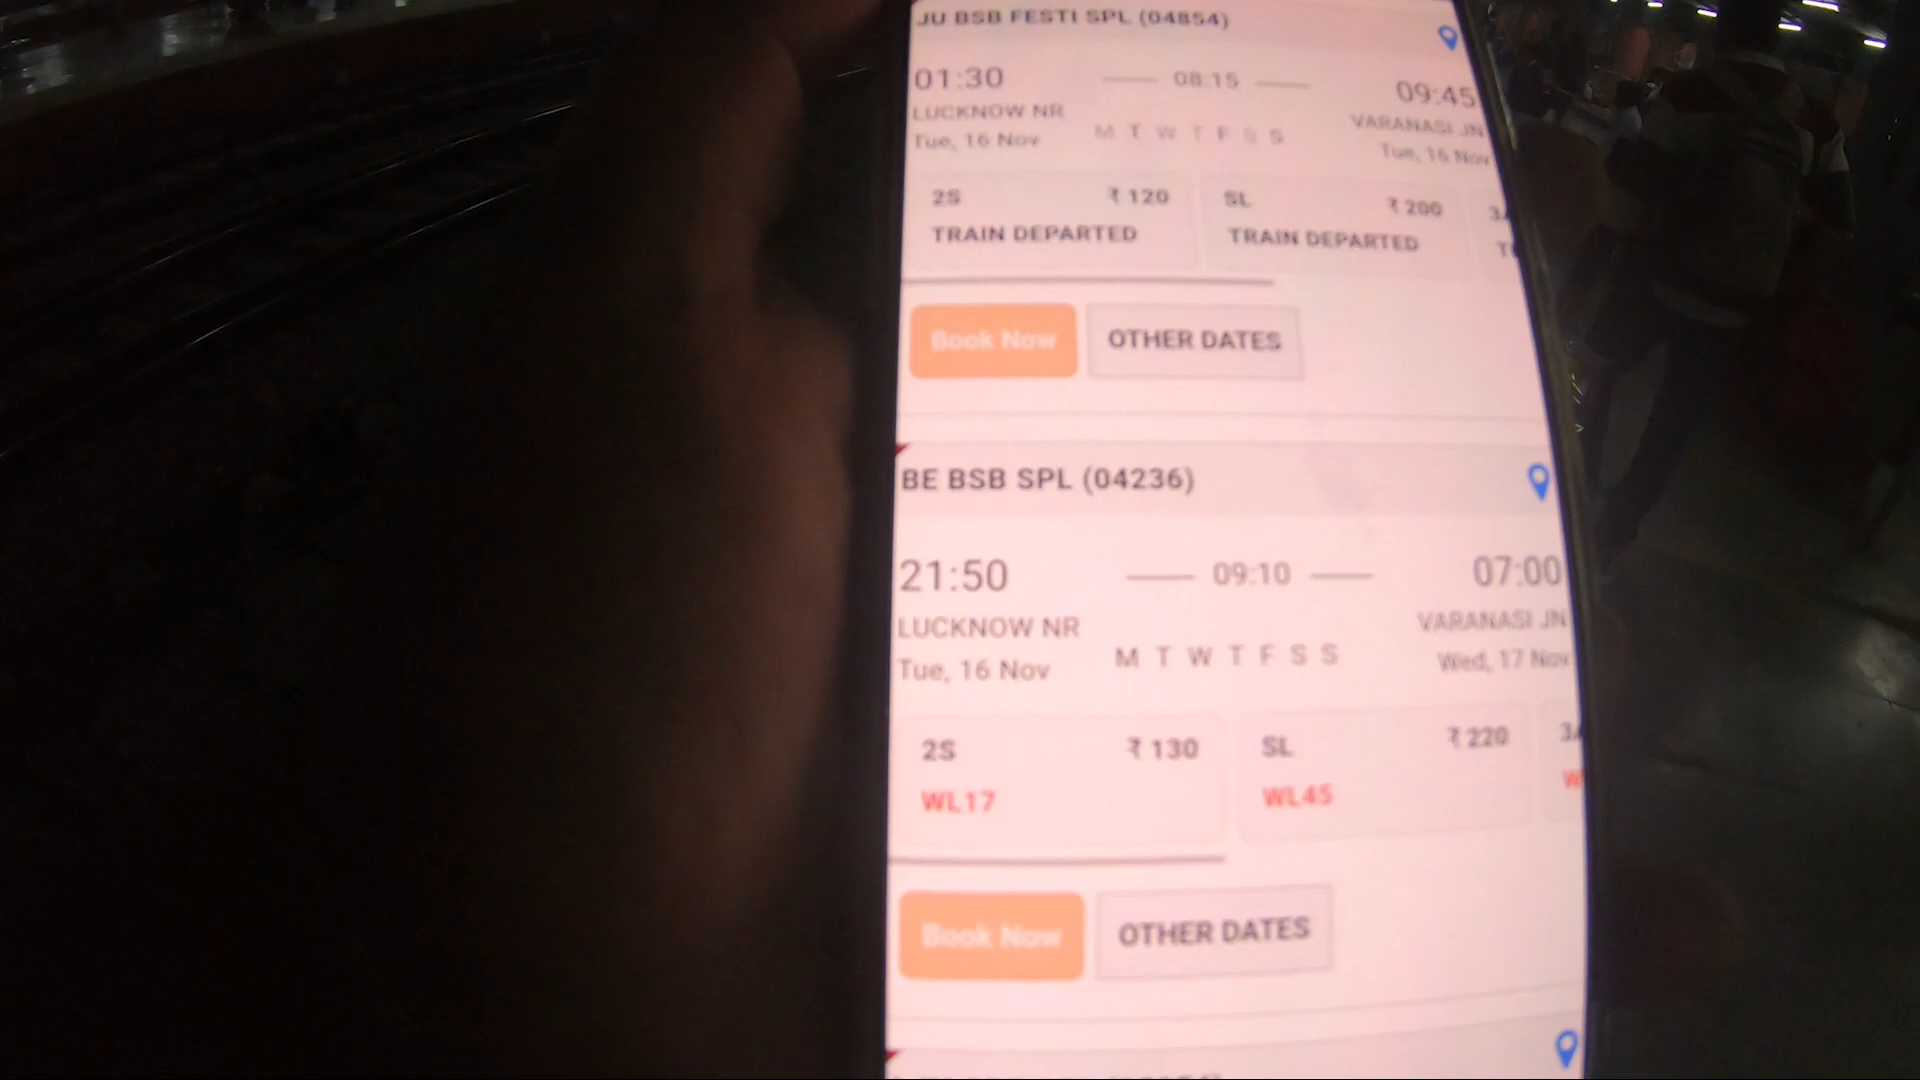 JU BSB FESTI SPL (04854)
01:30 08:15 09:45
LUCKNOW NR M T W T F S S VARANASI JN
Tue, 16 Nov Tue, 16 Nov
2S ₹ 120 SL ₹ 200
TRAIN DEPARTED TRAIN DEPARTED
Book Now OTHER DATES
BE BSB SPL (04236)
21:50 09:10 07:00
LUCKNOW NR M T W T F S S VARANASI JN
Tue, 16 Nov Wed, 17 Nov
2S ₹ 130 SL ₹ 220
WL17 WL45
Book Now OTHER DATES